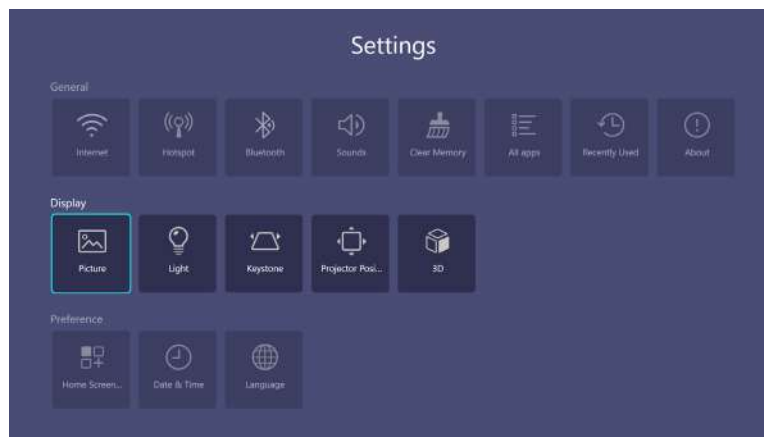 Settings
General
Internet
Hotspot
Bluetooth
Sounds
Clear Memory
All apps
Recently Used
About
Display
Picture
Light
Keystone
Projector Posi...
3D
Preference
Home Screen...
Date & Time
Language